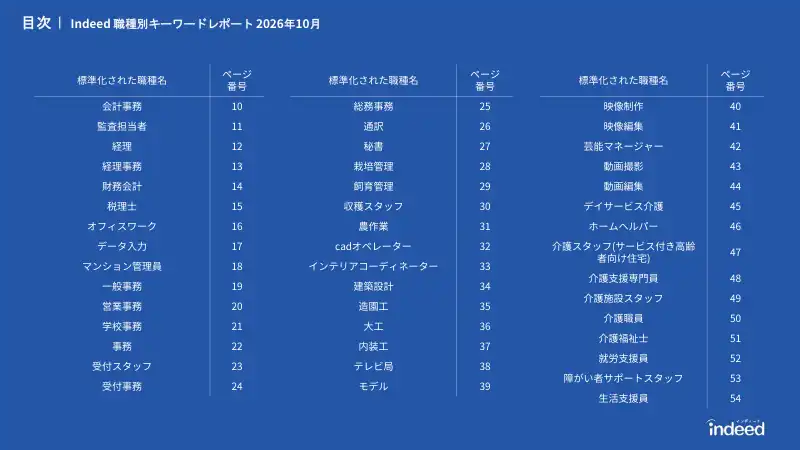 目次 | Indeed 職種別キーワードレポート 2026年10月
標準化された職種名 ページ番号
会計事務 10
監査担当者 11
経理 12
経理事務 13
財務会計 14
税理士 15
オフィスワーク 16
データ入力 17
マンション管理員 18
一般事務 19
営業事務 20
学校事務 21
事務 22
受付スタッフ 23
受付事務 24
標準化された職種名 ページ番号
総務事務 25
通訳 26
秘書 27
栽培管理 28
飼育管理 29
収穫スタッフ 30
農作業 31
cadオペレーター 32
インテリアコーディネーター 33
建築設計 34
造園工 35
大工 36
内装工 37
テレビ局 38
モデル 39
標準化された職種名 ページ番号
映像制作 40
映像編集 41
芸能マネージャー 42
動画撮影 43
動画編集 44
デイサービス介護 45
ホームヘルパー 46
介護スタッフ(サービス付き高齢
者向け住宅) 47
介護支援専門員 48
介護施設スタッフ 49
介護職員 50
介護福祉士 51
就労支援員 52
障がい者サポートスタッフ 53
生活支援員 54
インディード
indeed